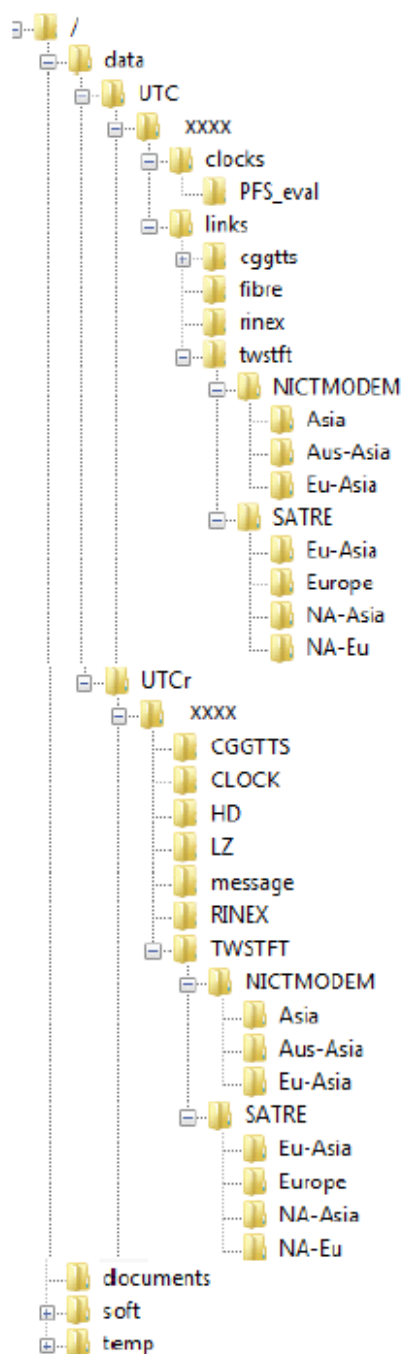 /
data
UTC
xxxx
clocks
PFS_eval
links
cggtts
fibre
rinex
twstft
NICTMODEM
Asia
Aus-Asia
Eu-Asia
SATRE
Eu-Asia
Europe
NA-Asia
NA-Eu
UTCr
xxxx
CGGTTS
CLOCK
HD
LZ
message
RINEX
TWSTFT
NICTMODEM
Asia
Aus-Asia
Eu-Asia
SATRE
Eu-Asia
Europe
NA-Asia
NA-Eu
documents
soft
temp